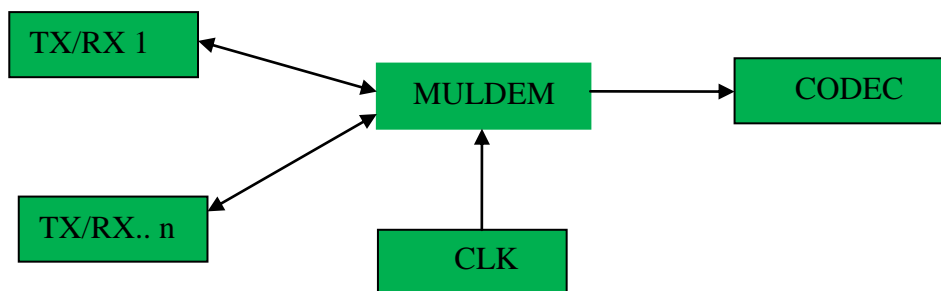 TX/RX 1
MULDEM
CODEC
TX/RX.. n
CLK